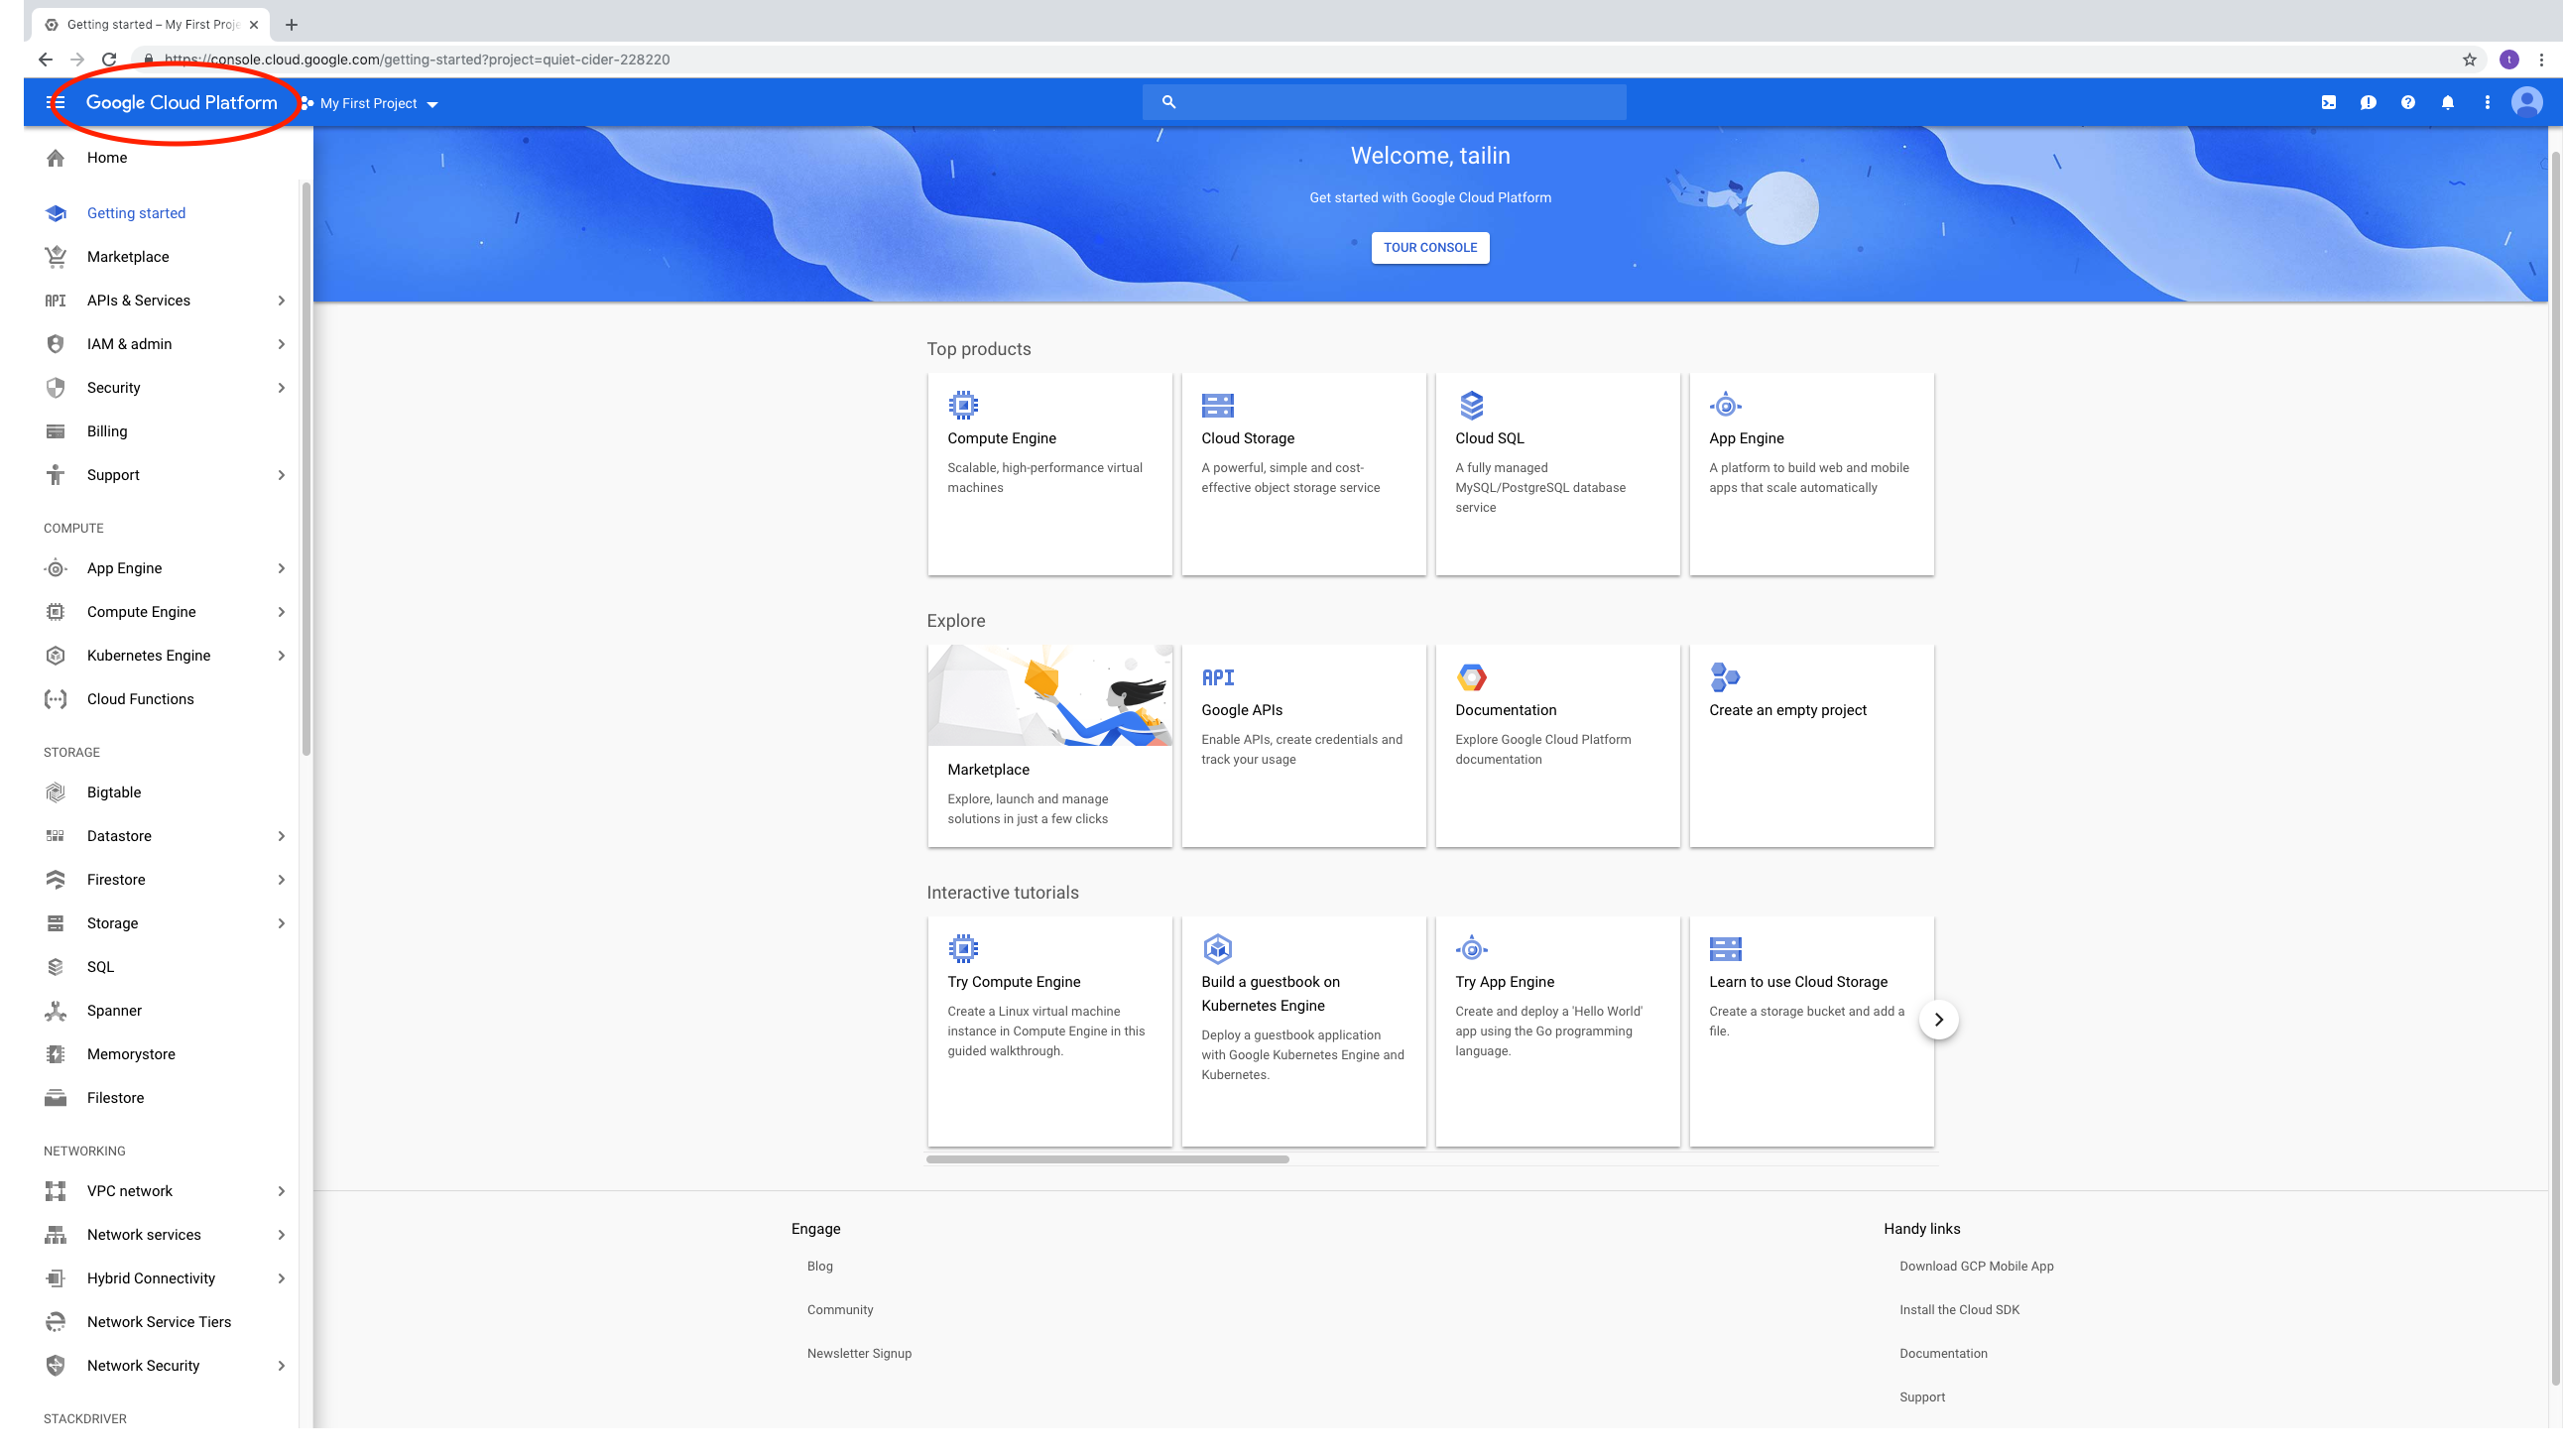 Getting started – My First Proje
https://console.cloud.google.com/getting-started?project=quiet-cider-228220
t
Google Cloud Platform
My First Project
Home
Getting started
Marketplace
API
APIs & Services
IAM & admin
Security
Billing
Support
COMPUTE
App Engine
Compute Engine
Kubernetes Engine
Cloud Functions
STORAGE
Bigtable
Datastore
Firestore
Storage
SQL
Spanner
Memorystore
Filestore
NETWORKING
VPC network
Network services
Hybrid Connectivity
Network Service Tiers
Network Security
STACKDRIVER
Welcome, tailin
Get started with Google Cloud Platform
TOUR CONSOLE
Top products
Compute Engine
Scalable, high-performance virtual
machines
Cloud Storage
A powerful, simple and cost-
effective object storage service
Cloud SQL
A fully managed
MySQL/PostgreSQL database
service
App Engine
A platform to build web and mobile
apps that scale automatically
Explore
Marketplace
Explore, launch and manage
solutions in just a few clicks
API
Google APIs
Enable APIs, create credentials and
track your usage
Documentation
Explore Google Cloud Platform
documentation
Create an empty project
Interactive tutorials
Try Compute Engine
Create a Linux virtual machine
instance in Compute Engine in this
guided walkthrough.
Build a guestbook on
Kubernetes Engine
Deploy a guestbook application
with Google Kubernetes Engine and
Kubernetes.
Try App Engine
Create and deploy a 'Hello World'
app using the Go programming
language.
Learn to use Cloud Storage
Create a storage bucket and add a
file.
Engage
Blog
Community
Newsletter Signup
Handy links
Download GCP Mobile App
Install the Cloud SDK
Documentation
Support